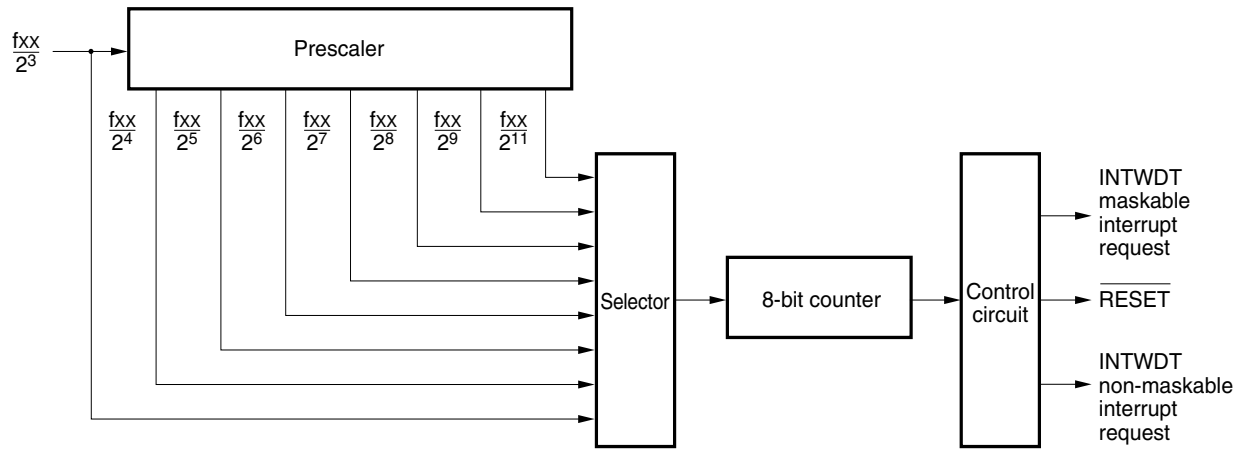 fxx
2³
Prescaler
fxx
2⁴
fxx
2⁵
fxx
2⁶
fxx
2⁷
fxx
2⁸
fxx
2⁹
fxx
2¹¹
Selector
8-bit counter
Control
circuit
INTWDT
maskable
interrupt
request
RESET
INTWDT
non-maskable
interrupt
request